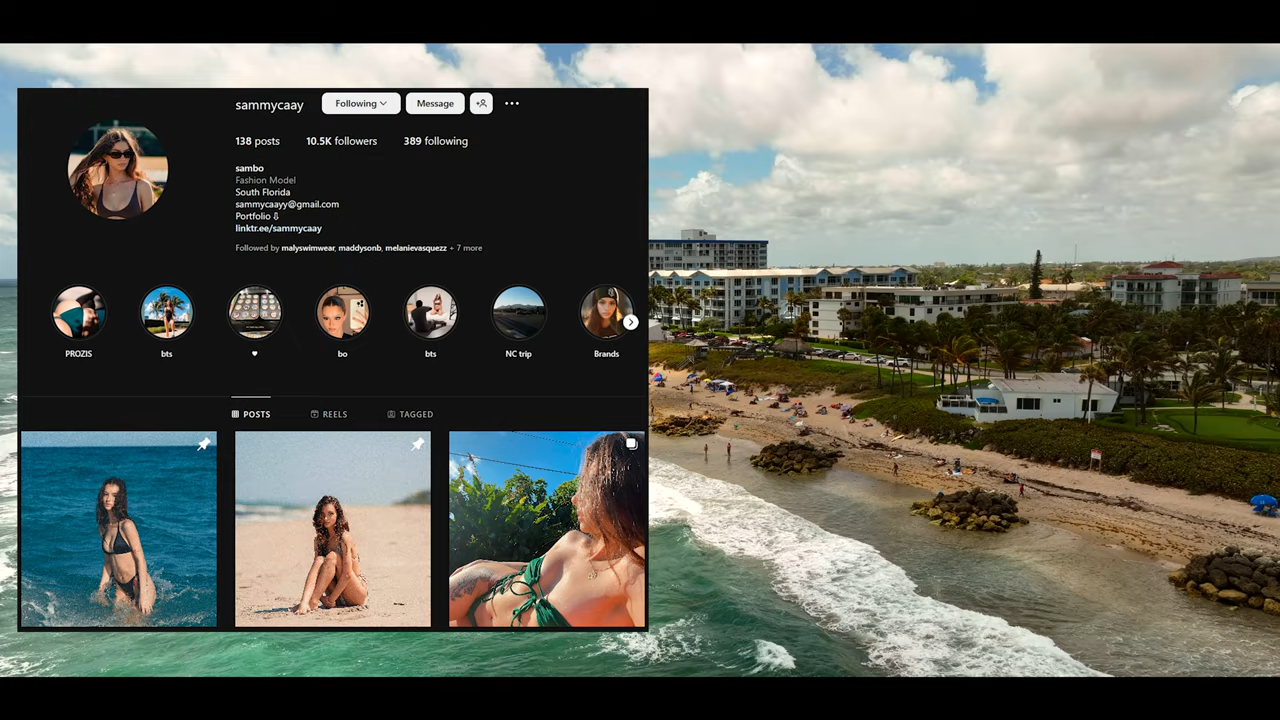 sammycaay Following Message
138 posts 10.5K followers 389 following
sambo
Fashion Model
South Florida
sammycaayy@gmail.com
Portfolio ⇩
linktr.ee/sammycaay
Followed by malyswimwear, maddysonb, melanievasquezz + 7 more
PROZIS bts ♥ bo bts NC trip Brands
POSTS REELS TAGGED